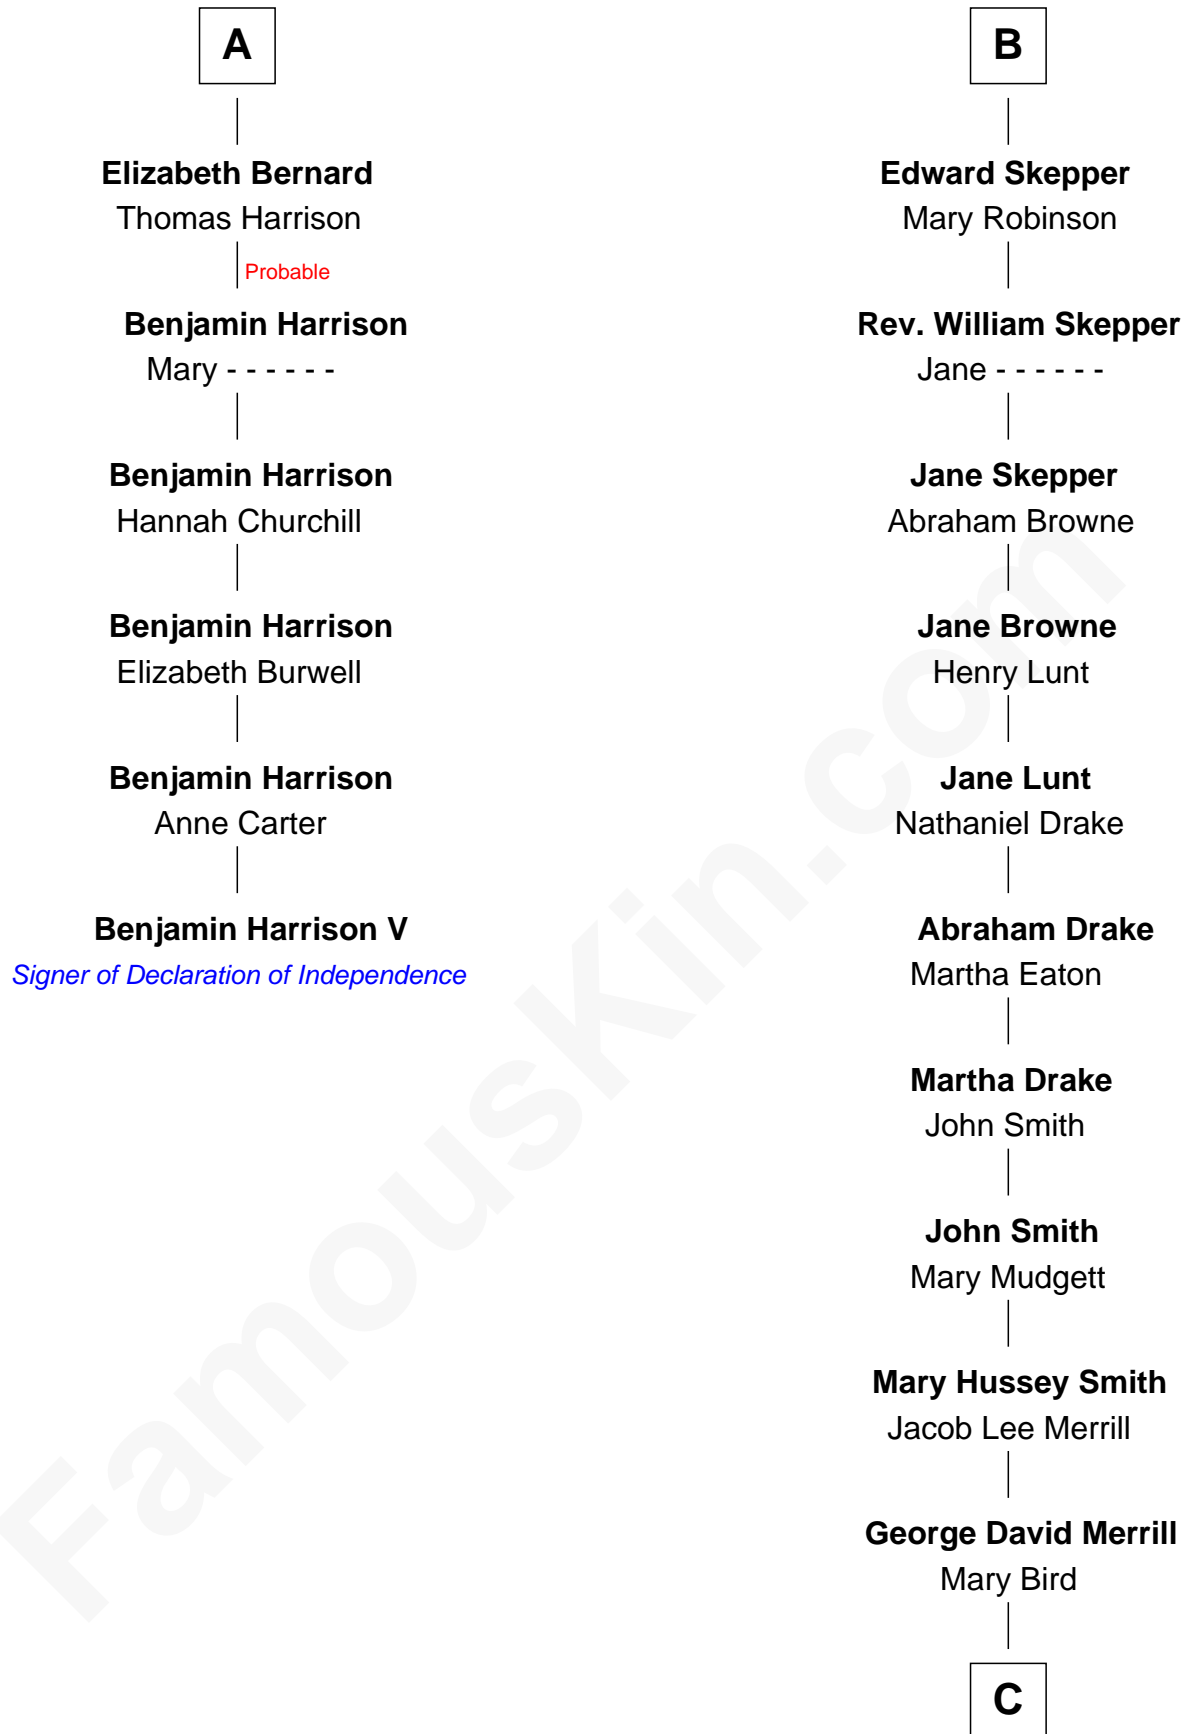 A
Elizabeth Bernard
Thomas Harrison
Probable
Benjamin Harrison
Mary - - - - - -
Benjamin Harrison
Hannah Churchill
Benjamin Harrison
Elizabeth Burwell
Benjamin Harrison
Anne Carter
Benjamin Harrison V
Signer of Declaration of Independence
B
Edward Skepper
Mary Robinson
Rev. William Skepper
Jane - - - - - -
Jane Skepper
Abraham Browne
Jane Browne
Henry Lunt
Jane Lunt
Nathaniel Drake
Abraham Drake
Martha Eaton
Martha Drake
John Smith
John Smith
Mary Mudgett
Mary Hussey Smith
Jacob Lee Merrill
George David Merrill
Mary Bird
C
FamousKin.com